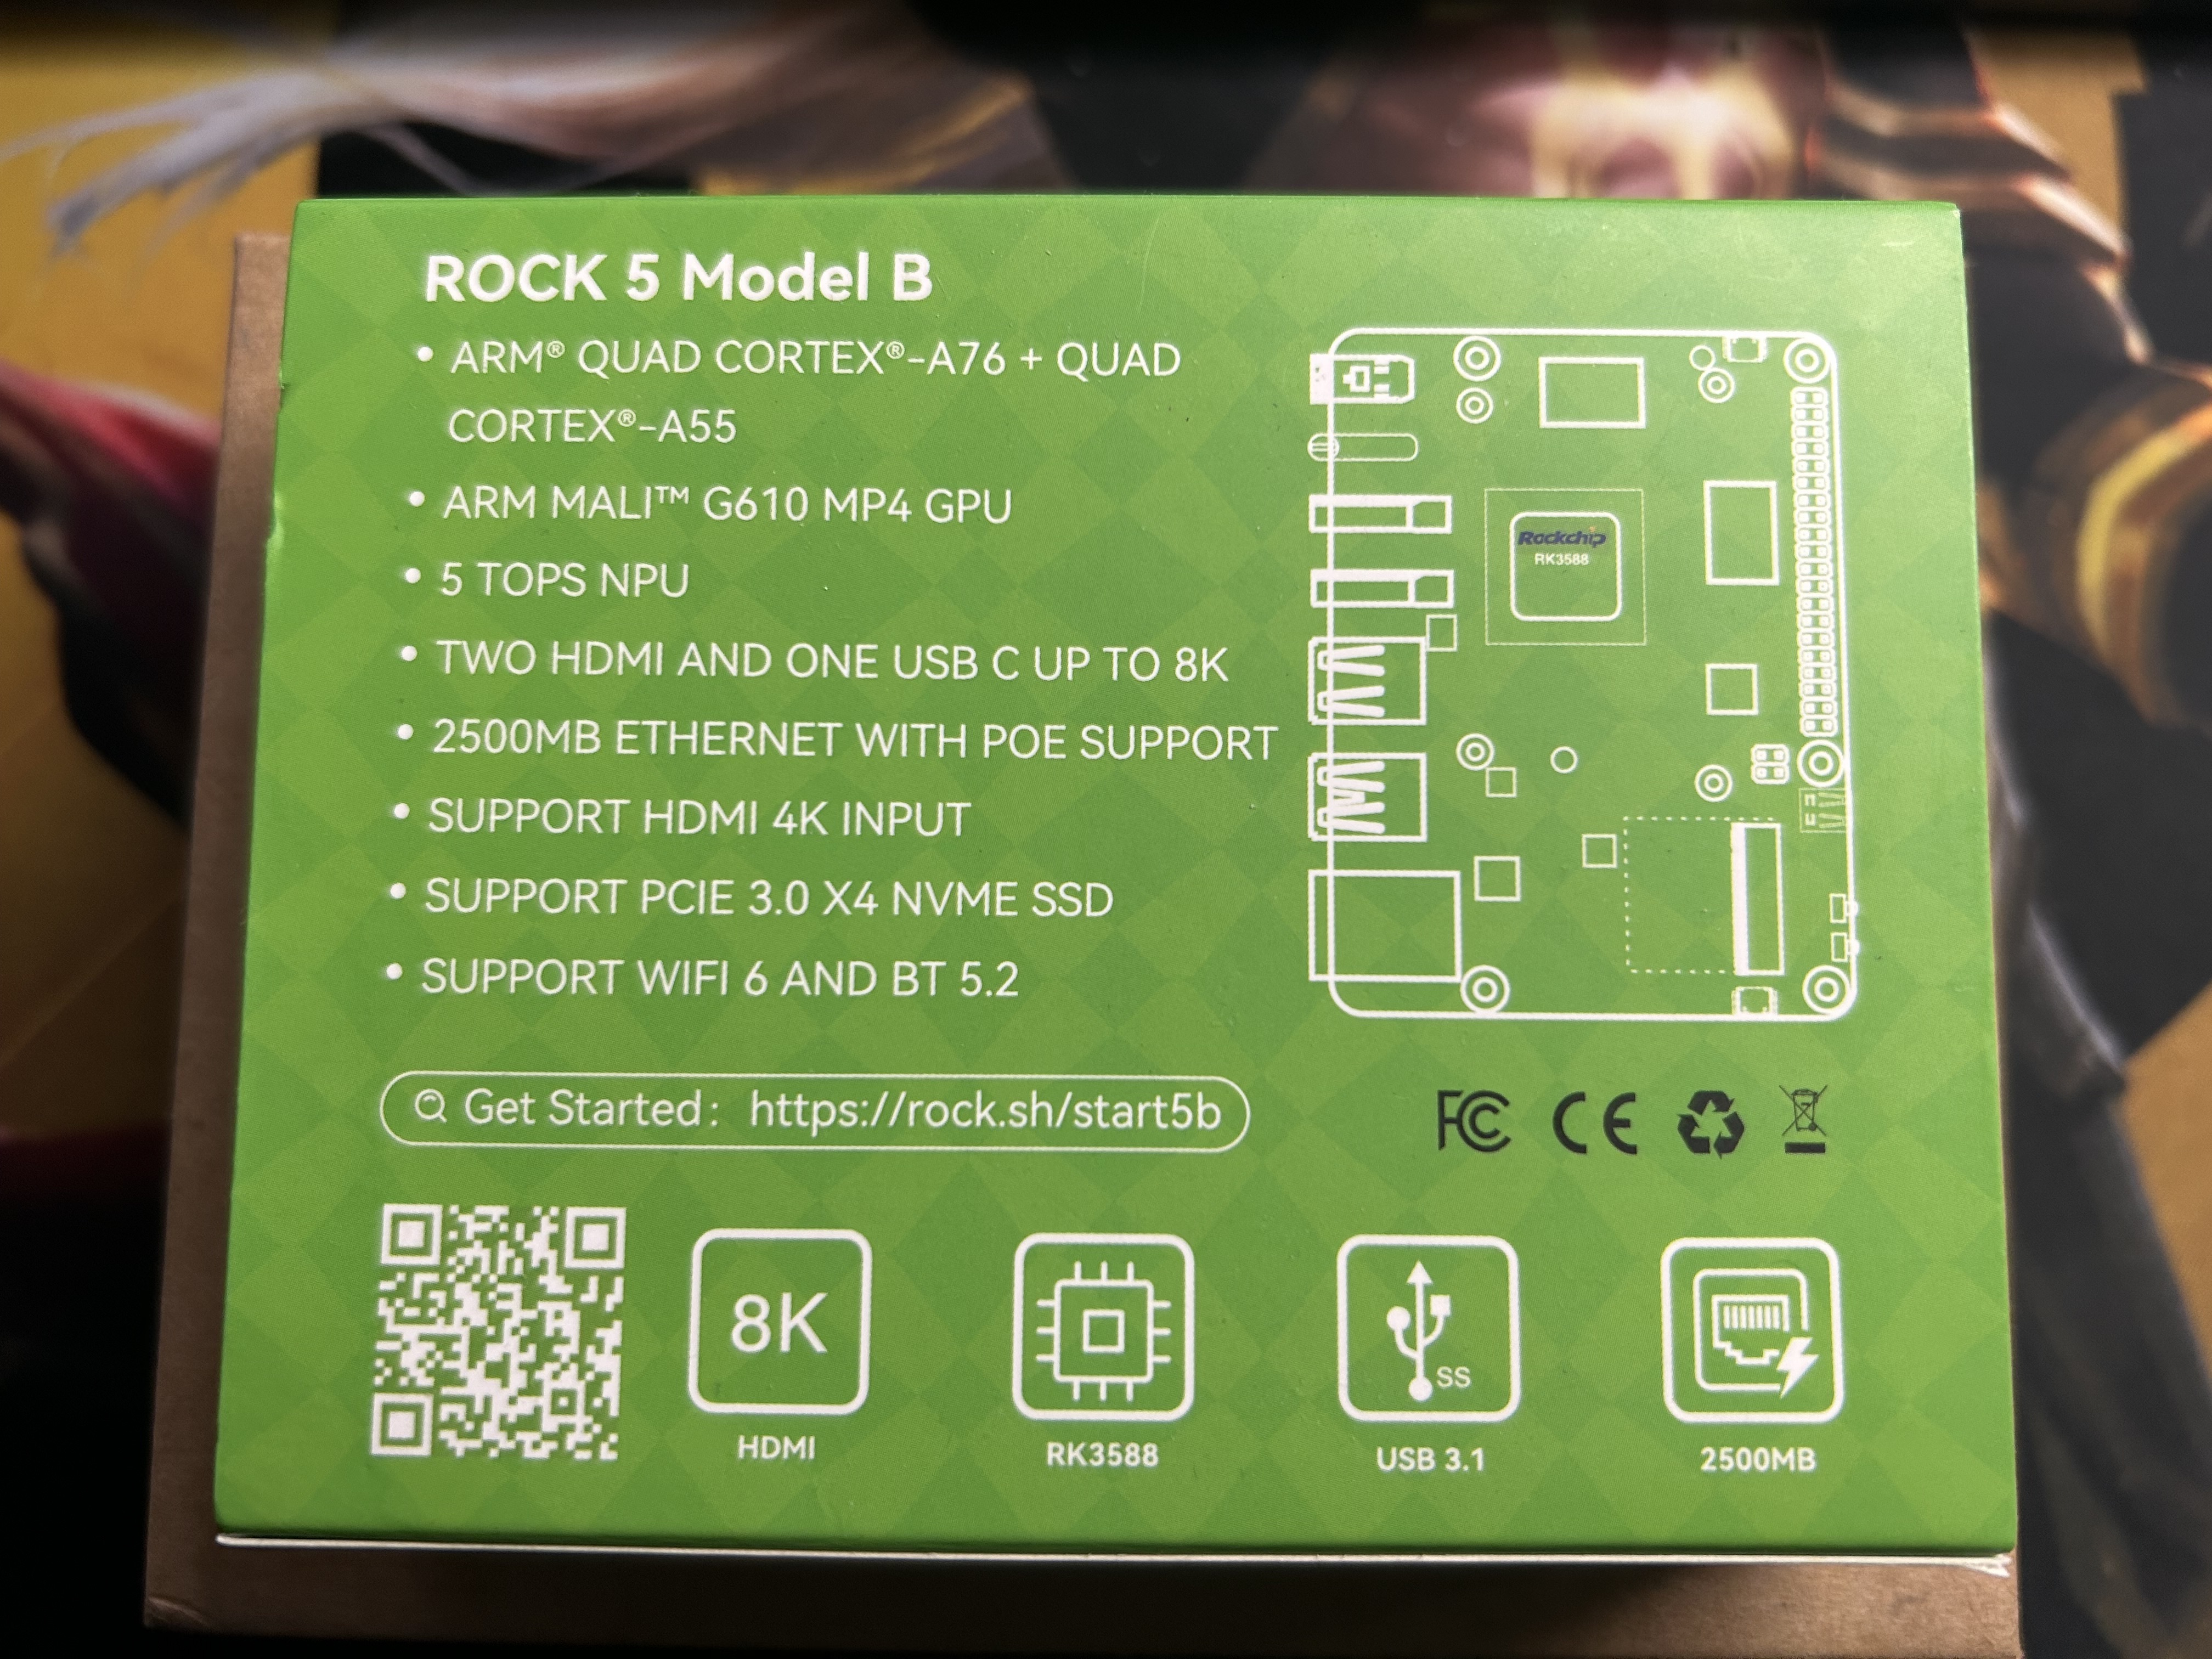 ROCK 5 Model B
• ARM® QUAD CORTEX®-A76 + QUAD
CORTEX®-A55
• ARM MALI™ G610 MP4 GPU
• 5 TOPS NPU
• TWO HDMI AND ONE USB C UP TO 8K
• 2500MB ETHERNET WITH POE SUPPORT
• SUPPORT HDMI 4K INPUT
• SUPPORT PCIE 3.0 X4 NVME SSD
• SUPPORT WIFI 6 AND BT 5.2
Rockchip
RK3588
Get Started: https://rock.sh/start5b
FC CE
8K
SS
HDMI
RK3588
USB 3.1
2500MB